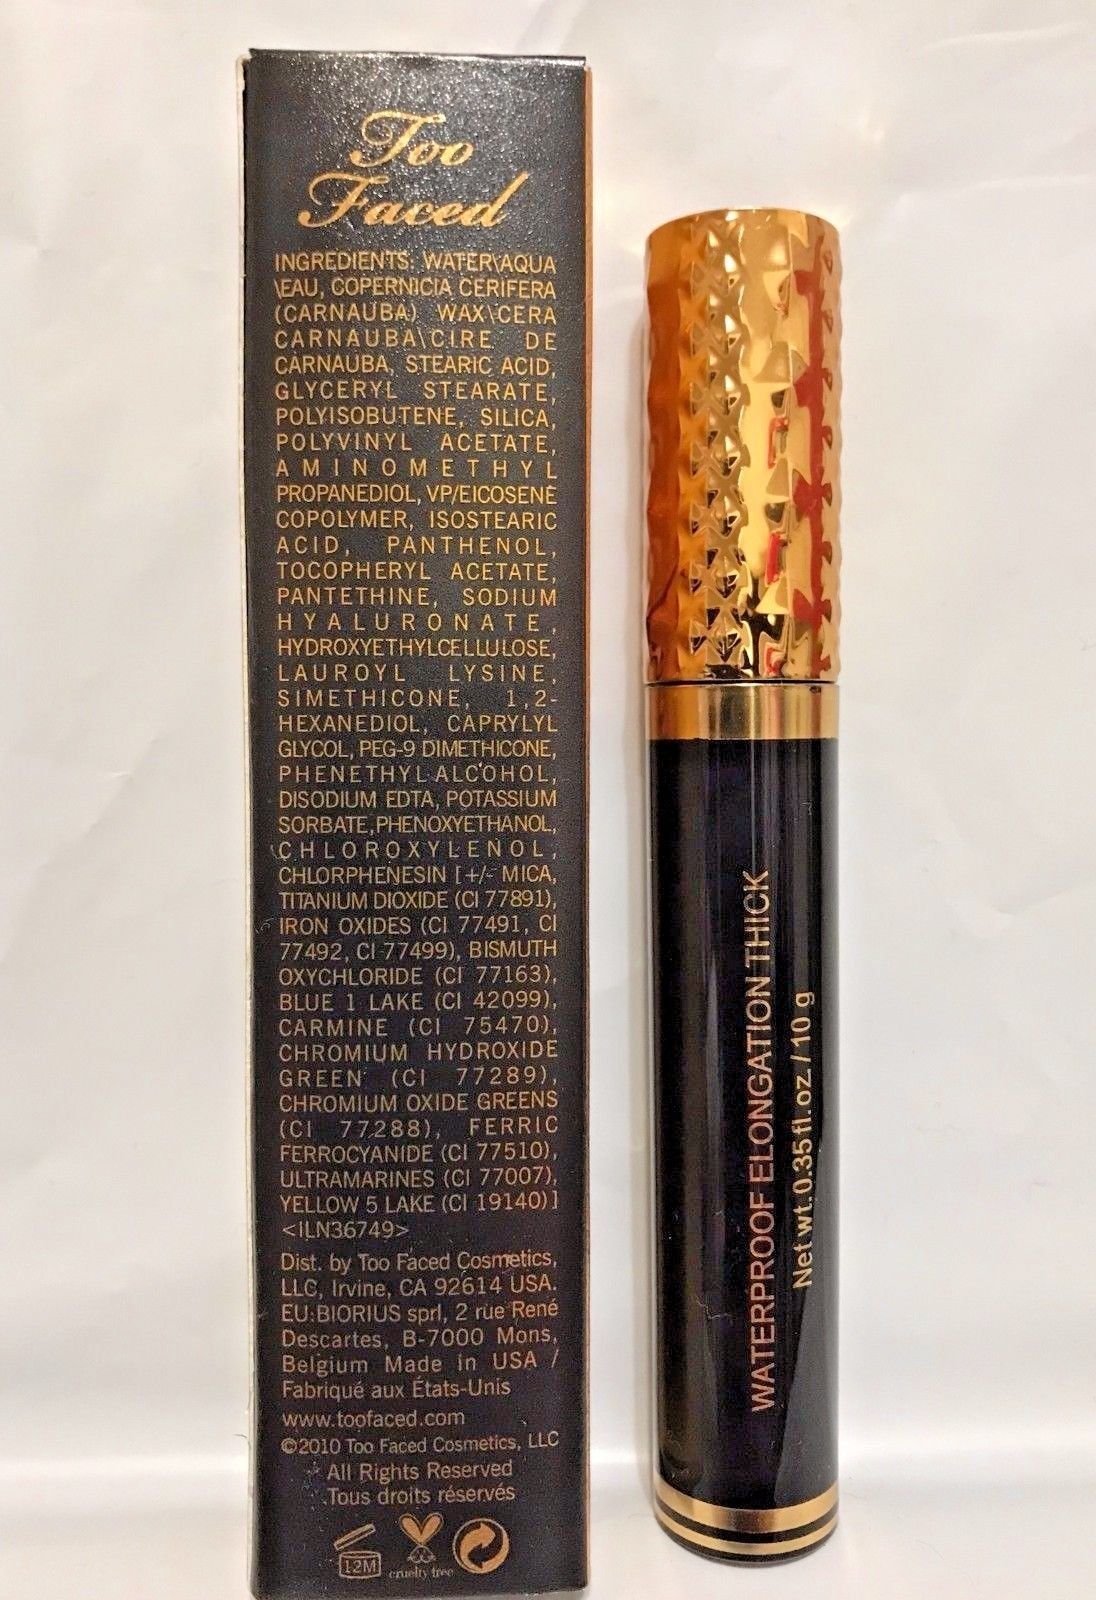 Too
Faced
INGREDIENTS: WATER\AQUA
\EAU, COPERNICIA CERIFERA
(CARNAUBA) WAX\CERA
CARNAUBA\CIRE DE
CARNAUBA, STEARIC ACID,
GLYCERYL STEARATE,
POLYISOBUTENE, SILICA,
POLYVINYL ACETATE,
AMINOMETHYL
PROPANEDIOL, VP/EICOSENE
COPOLYMER, ISOSTEARIC
ACID, PANTHENOL,
TOCOPHERYL ACETATE,
PANTETHINE, SODIUM
HYALURONATE,
HYDROXYETHYLCELLULOSE,
LAUROYL LYSINE,
SIMETHICONE, 1,2-
HEXANEDIOL, CAPRYLYL
GLYCOL, PEG-9 DIMETHICONE,
PHENETHYL ALCOHOL,
DISODIUM EDTA, POTASSIUM
SORBATE, PHENOXYETHANOL,
CHLOROXYLENOL,
CHLORPHENESIN [+/- MICA,
TITANIUM DIOXIDE (CI 77891),
IRON OXIDES (CI 77491, CI
77492, CI 77499), BISMUTH
OXYCHLORIDE (CI 77163),
BLUE 1 LAKE (CI 42099),
CARMINE (CI 75470),
CHROMIUM HYDROXIDE
GREEN (CI 77289),
CHROMIUM OXIDE GREENS
(CI 77288), FERRIC
FERROCYANIDE (CI 77510),
ULTRAMARINES (CI 77007),
YELLOW 5 LAKE (CI 19140)]
<ILN36749>
Dist. by Too Faced Cosmetics,
LLC, Irvine, CA 92614 USA.
EU:BIORIUS sprl, 2 rue René
Descartes, B-7000 Mons,
Belgium Made in USA /
Fabriqué aux États-Unis
www.toofaced.com
©2010 Too Faced Cosmetics, LLC
All Rights Reserved
Tous droits réservés
12M
cruelty free
WATERPROOF ELONGATION THICK
Net wt. 0.35fl.oz./10 g